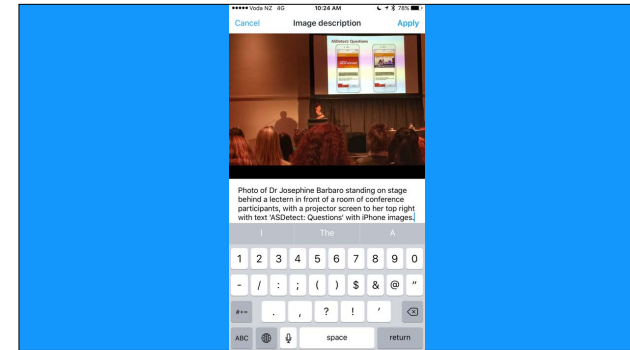 Voda NZ 4G 10:24 AM 78%
Cancel Image description Apply
ASDetect: Questions
Photo of Dr Josephine Barbaro standing on stage
behind a lectern in front of a room of conference
participants, with a projector screen to her top right
with text 'ASDetect: Questions' with iPhone images.
I The A
1 2 3 4 5 6 7 8 9 0
- / : ; ( ) $ & @ "
#+= . , ? ! '
ABC space return